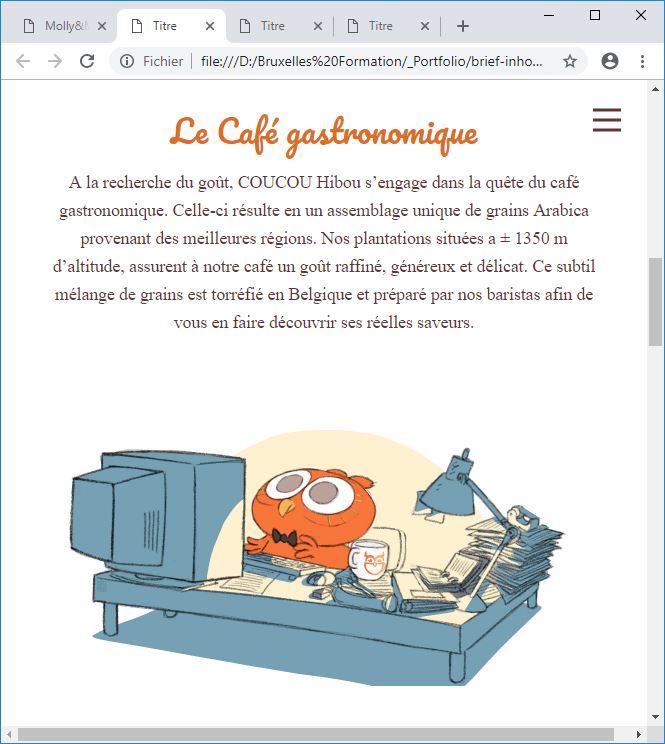 Molly&M
Titre
Titre
Titre
Fichier
file:///D:/Bruxelles%20Formation/_Portfolio/brief-inho...
Le Café gastronomique
A la recherche du goût, COUCOU Hibou s’engage dans la quête du café
gastronomique. Celle-ci résulte en un assemblage unique de grains Arabica
provenant des meilleures régions. Nos plantations situées a ± 1350 m
d’altitude, assurent à notre café un goût raffiné, généreux et délicat. Ce subtil
mélange de grains est torréfié en Belgique et préparé par nos baristas afin de
vous en faire découvrir ses réelles saveurs.